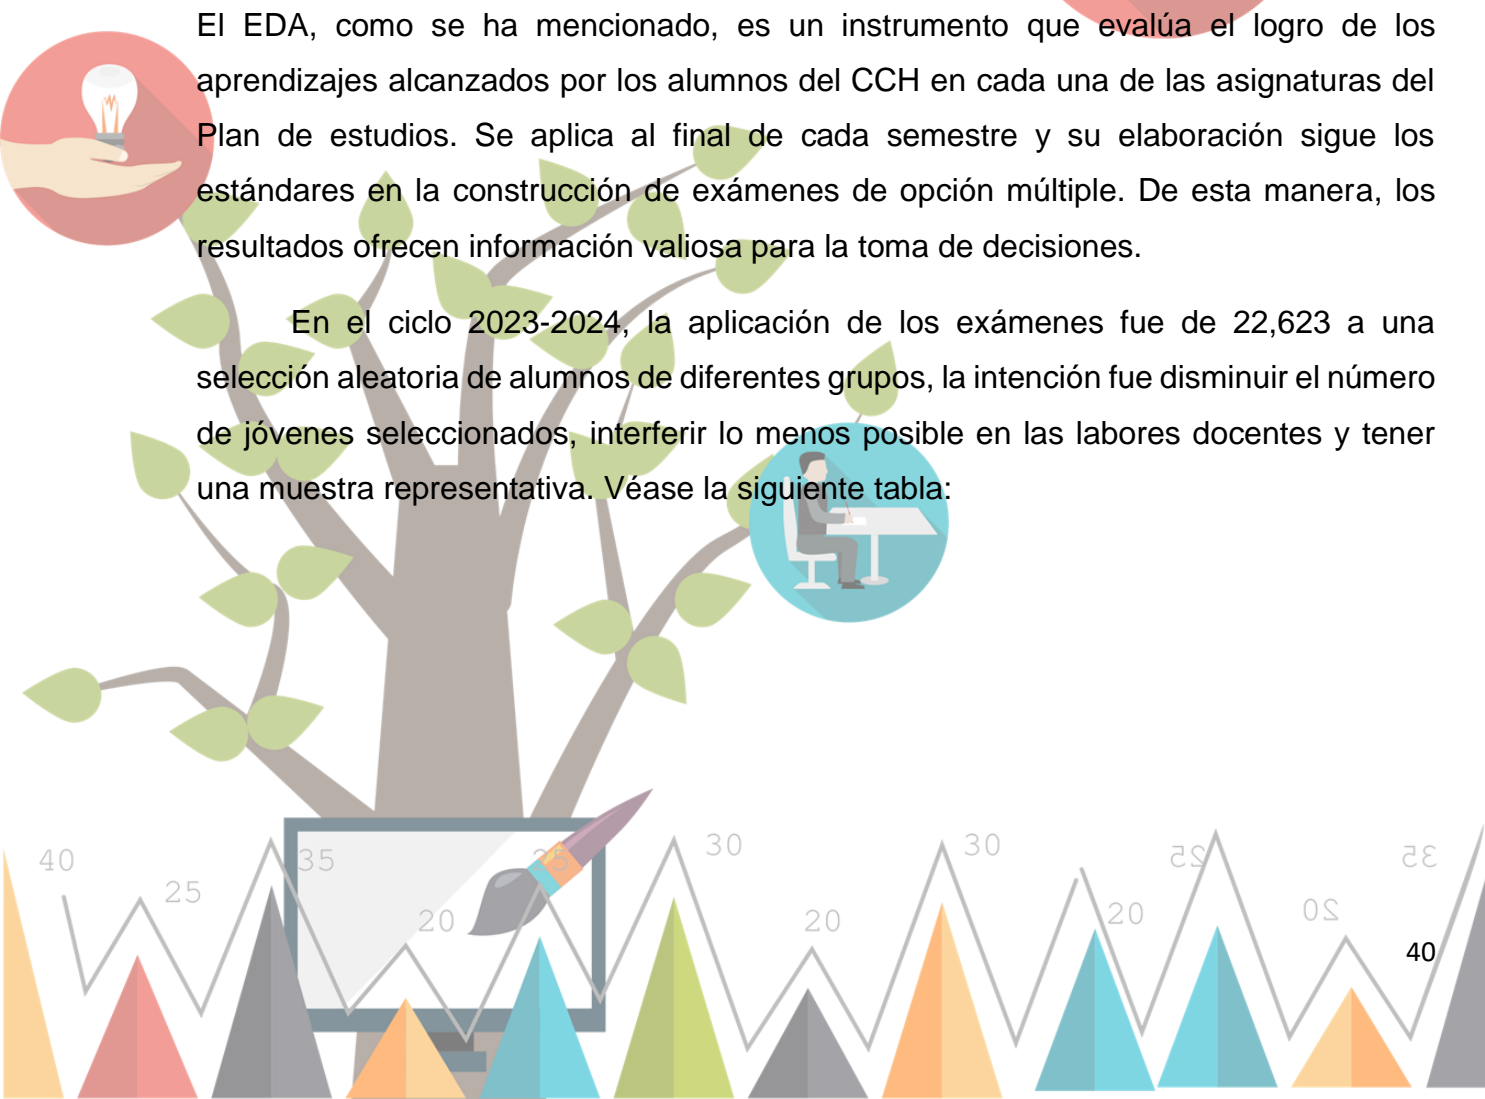 El EDA, como se ha mencionado, es un instrumento que evalúa el logro de los
aprendizajes alcanzados por los alumnos del CCH en cada una de las asignaturas del
Plan de estudios. Se aplica al final de cada semestre y su elaboración sigue los
estándares en la construcción de exámenes de opción múltiple. De esta manera, los
resultados ofrecen información valiosa para la toma de decisiones.
En el ciclo 2023-2024, la aplicación de los exámenes fue de 22,623 a una
selección aleatoria de alumnos de diferentes grupos, la intención fue disminuir el número
de jóvenes seleccionados, interferir lo menos posible en las labores docentes y tener
una muestra representativa. Véase la siguiente tabla:
40
25
35
20
25
30
20
30
20
25
20
35
40